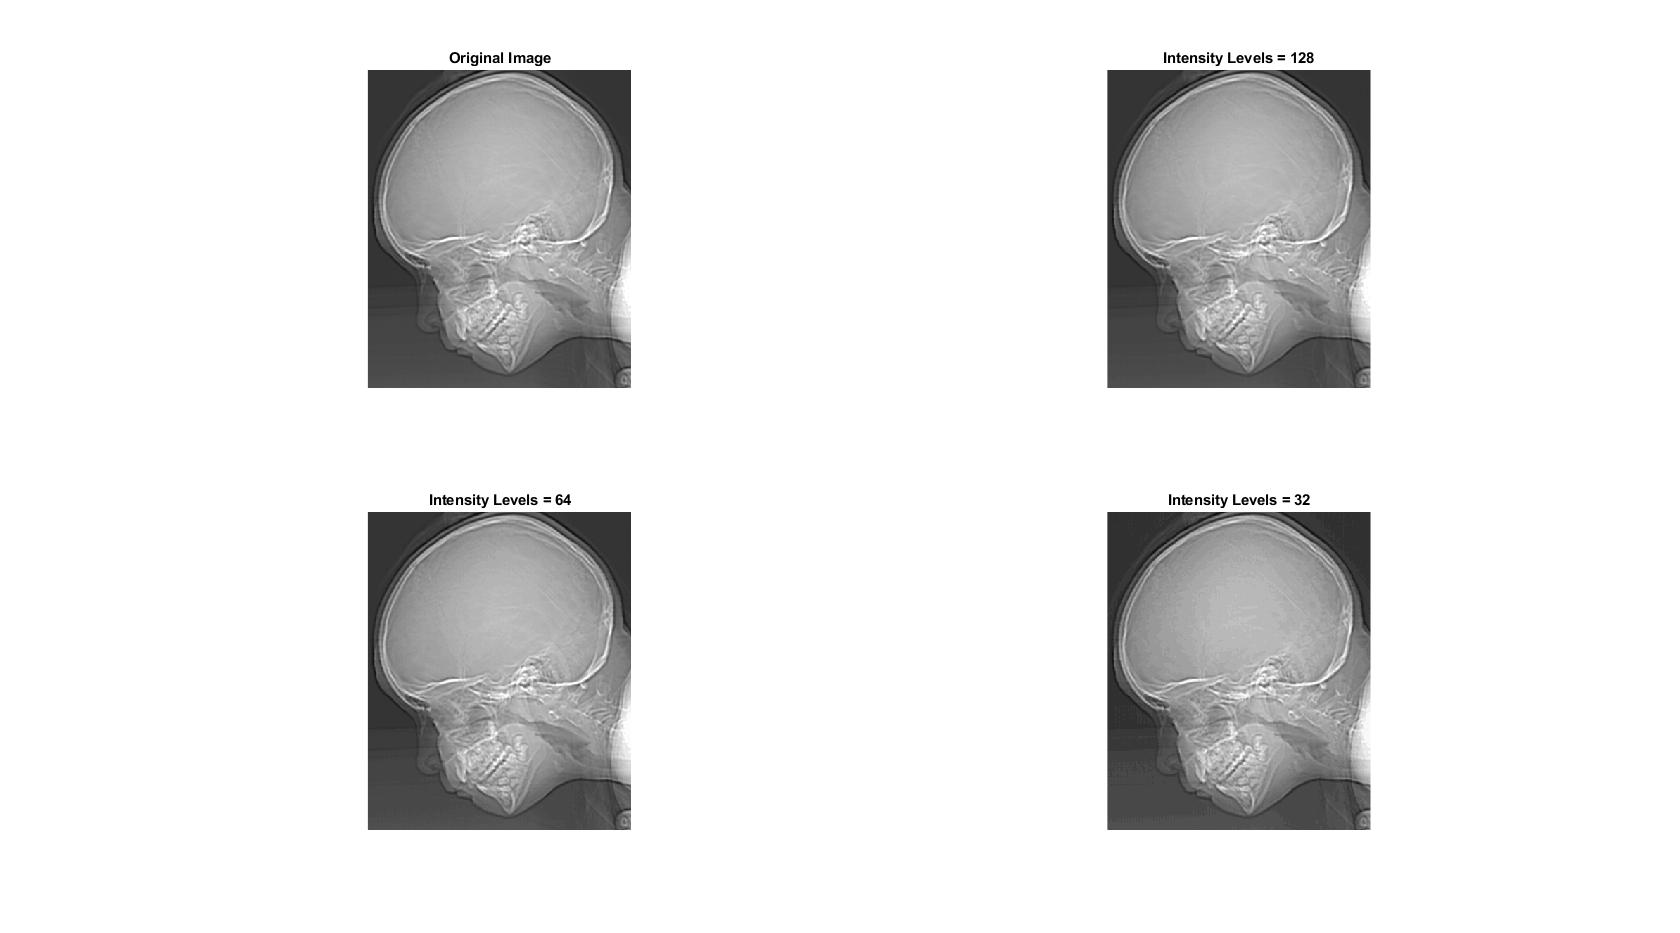 Original Image
Intensity Levels = 128
Intensity Levels = 64
Intensity Levels = 32